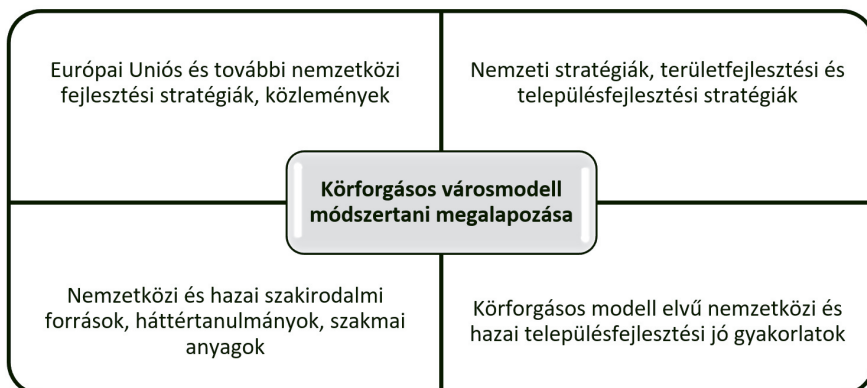 Európai Uniós és további nemzetközi
fejlesztési stratégiák, közlemények
Nemzeti stratégiák, területfejlesztési és
településfejlesztési stratégiák
Körforgásos városmodell
módszertani megalapozása
Nemzetközi és hazai szakirodalmi
források, háttértanulmányok, szakmai
anyagok
Körforgásos modell elvű nemzetközi és
hazai településfejlesztési jó gyakorlatok